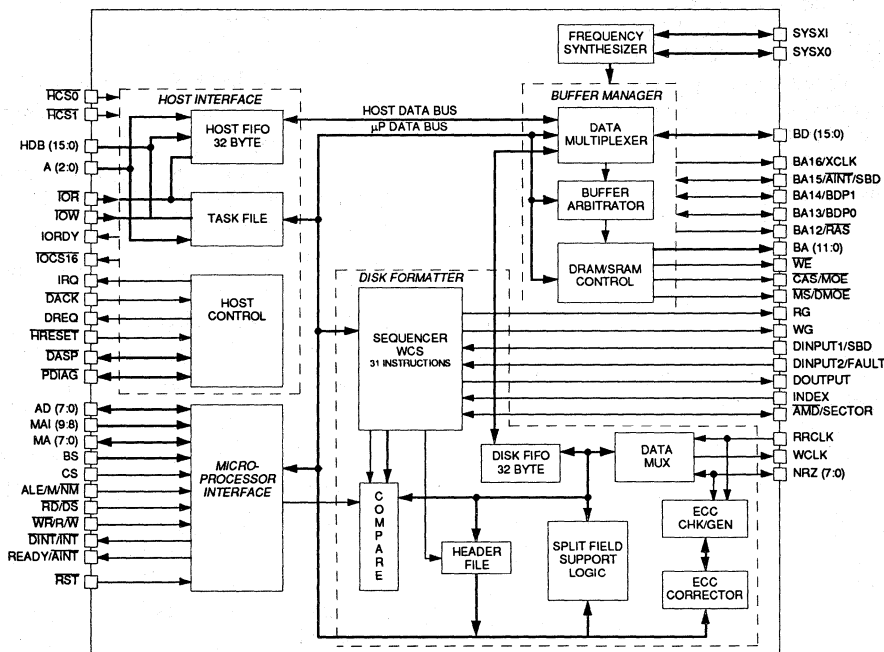 FREQUENCY
SYNTHESIZER
SYSXI
SYSX0
HCS0
HCS1
HDB (15:0)
A (2:0)
IOR
IOW
IORDY
IOCS16
IRQ
DACK
DREQ
HRESET
DASP
PDIAG
HOST INTERFACE
HOST FIFO
32 BYTE
TASK FILE
HOST
CONTROL
HOST DATA BUS
µP DATA BUS
BUFFER MANAGER
DATA
MULTIPLEXER
BUFFER
ARBITRATOR
DRAM/SRAM
CONTROL
BD (15:0)
BA16/XCLK
BA15/AINT/SBD
BA14/BDP1
BA13/BDP0
BA12/RAS
BA (11:0)
WE
CAS/MOE
MS/DMOE
RG
WG
DINPUT1/SBD
DINPUT2/FAULT
DOUTPUT
INDEX
AMD/SECTOR
RRCLK
WCLK
NRZ (7:0)
DISK FORMATTER
SEQUENCER
WCS
31 INSTRUCTIONS
AD (7:0)
MAI (9:8)
MA (7:0)
BS
CS
ALE/M/NM
RD/DS
WR/R/W
DINT/INT
READY/AINT
RST
MICRO-
PROCESSOR
INTERFACE
COMPARE
DISK FIFO
32 BYTE
DATA
MUX
HEADER
FILE
SPLIT FIELD
SUPPORT
LOGIC
ECC
CHK/GEN
ECC
CORRECTOR